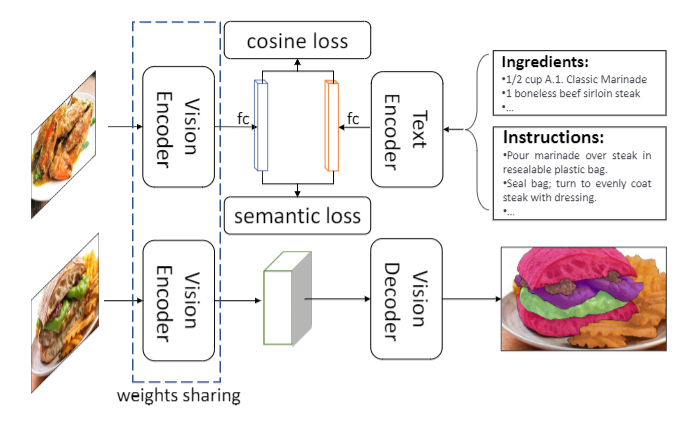 cosine loss
Vision
Encoder
fc
fc
Text
Encoder
Ingredients:
•1/2 cup A.1. Classic Marinade
•1 boneless beef sirloin steak
•...
Instructions:
•Pour marinade over steak in
resealable plastic bag.
•Seal bag; turn to evenly coat
steak with dressing.
•...
semantic loss
Vision
Encoder
Vision
Decoder
weights sharing